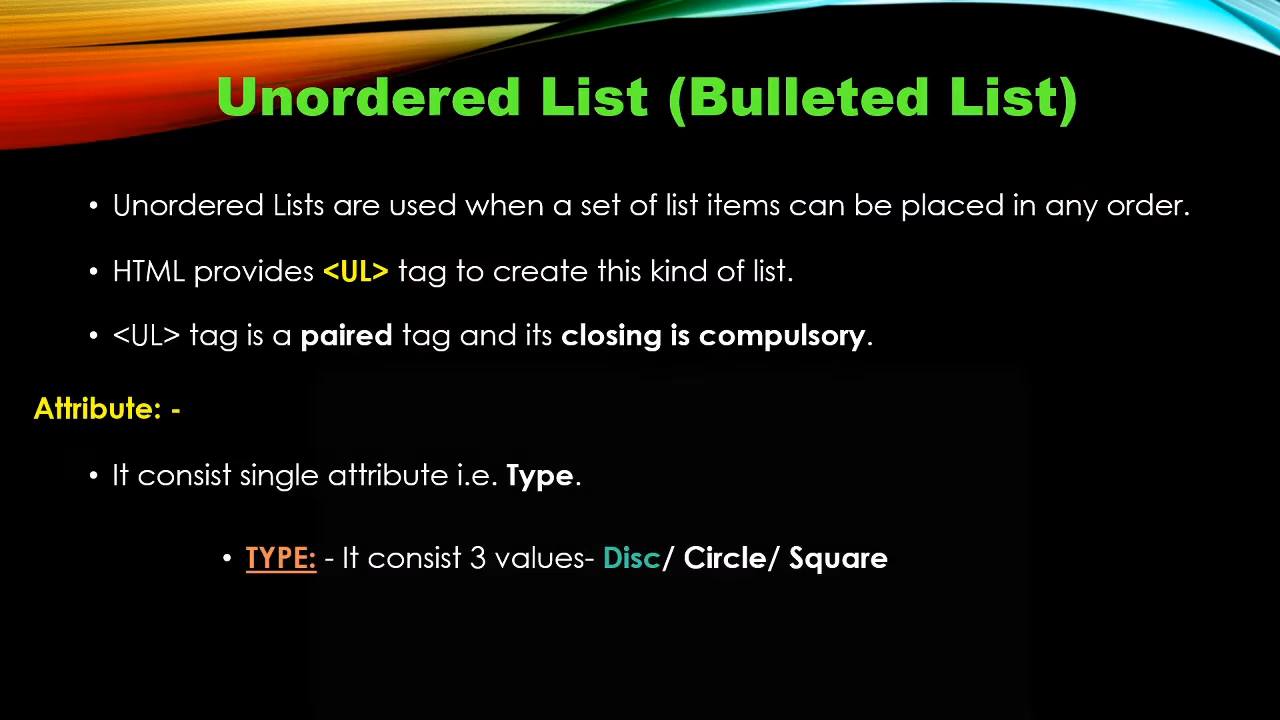 Unordered List (Bulleted List)
• Unordered Lists are used when a set of list items can be placed in any order.
• HTML provides <UL> tag to create this kind of list.
• <UL> tag is a paired tag and its closing is compulsory.
Attribute: -
• It consist single attribute i.e. Type.
• TYPE: - It consist 3 values- Disc/ Circle/ Square